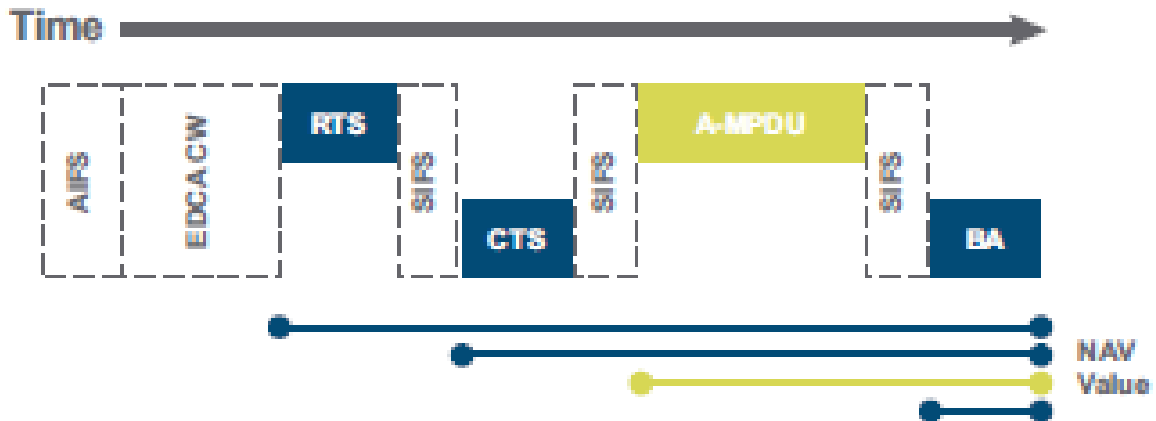 Time
AIFS
EDCA CW
RTS
SIFS
CTS
SIFS
A-MPDU
SIFS
BA
NAV
Value